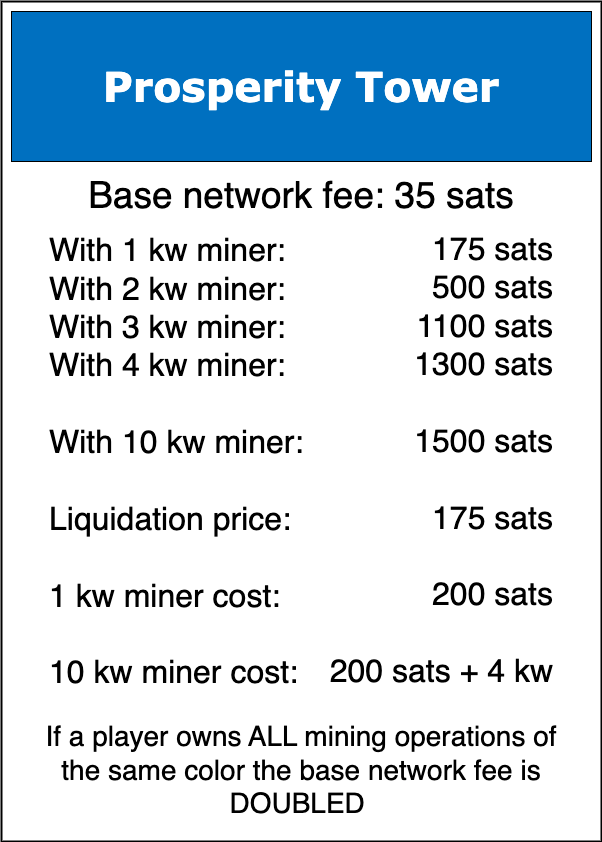 Prosperity Tower
Base network fee: 35 sats
With 1 kw miner: 175 sats
With 2 kw miner: 500 sats
With 3 kw miner: 1100 sats
With 4 kw miner: 1300 sats
With 10 kw miner: 1500 sats
Liquidation price: 175 sats
1 kw miner cost: 200 sats
10 kw miner cost: 200 sats + 4 kw
If a player owns ALL mining operations of
the same color the base network fee is
DOUBLED